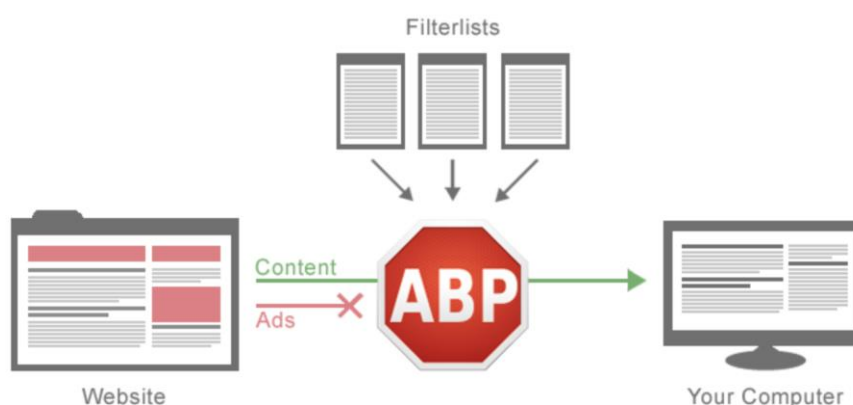 Filterlists
Content
Ads
ABP
Website
Your Computer